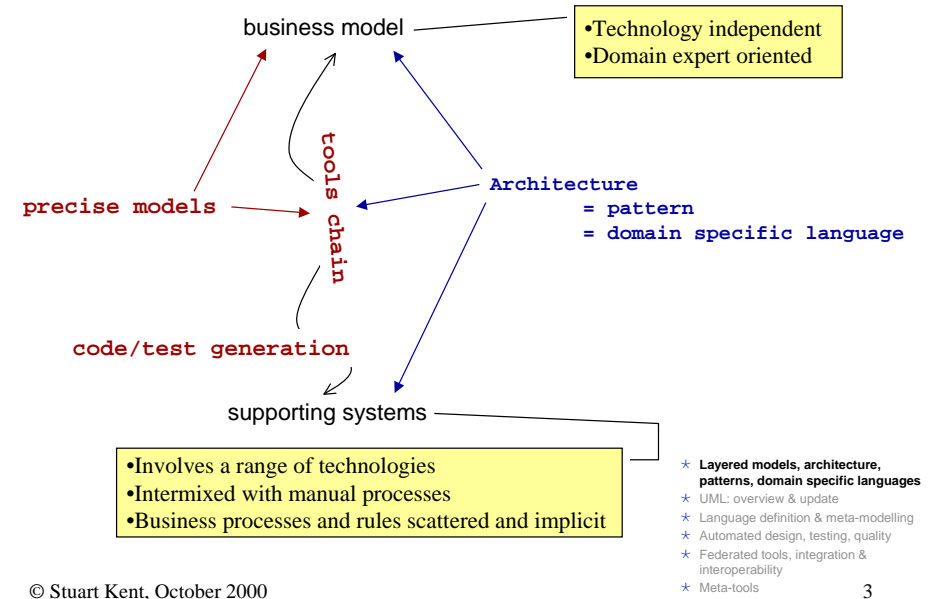 business model
•Technology independent
•Domain expert oriented
tools chain
precise models
Architecture
= pattern
= domain specific language
code/test generation
supporting systems
•Involves a range of technologies
•Intermixed with manual processes
•Business processes and rules scattered and implicit
* Layered models, architecture,
patterns, domain specific languages
* UML: overview & update
* Language definition & meta-modelling
* Automated design, testing, quality
* Federated tools, integration &
interoperability
* Meta-tools
© Stuart Kent, October 2000
3